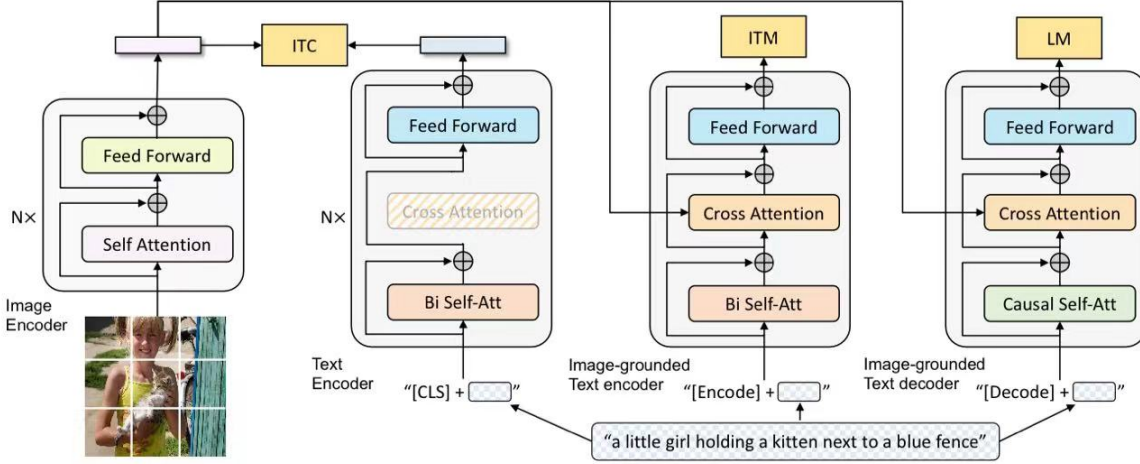 ITC
ITM
LM
Feed Forward
Self Attention
N×
Image
Encoder
Feed Forward
Cross Attention
Bi Self-Att
N×
Text
Encoder
"[CLS] + "
Feed Forward
Cross Attention
Bi Self-Att
Image-grounded
Text encoder
"[Encode] + "
Feed Forward
Cross Attention
Causal Self-Att
Image-grounded
Text decoder
"[Decode] + "
"a little girl holding a kitten next to a blue fence"